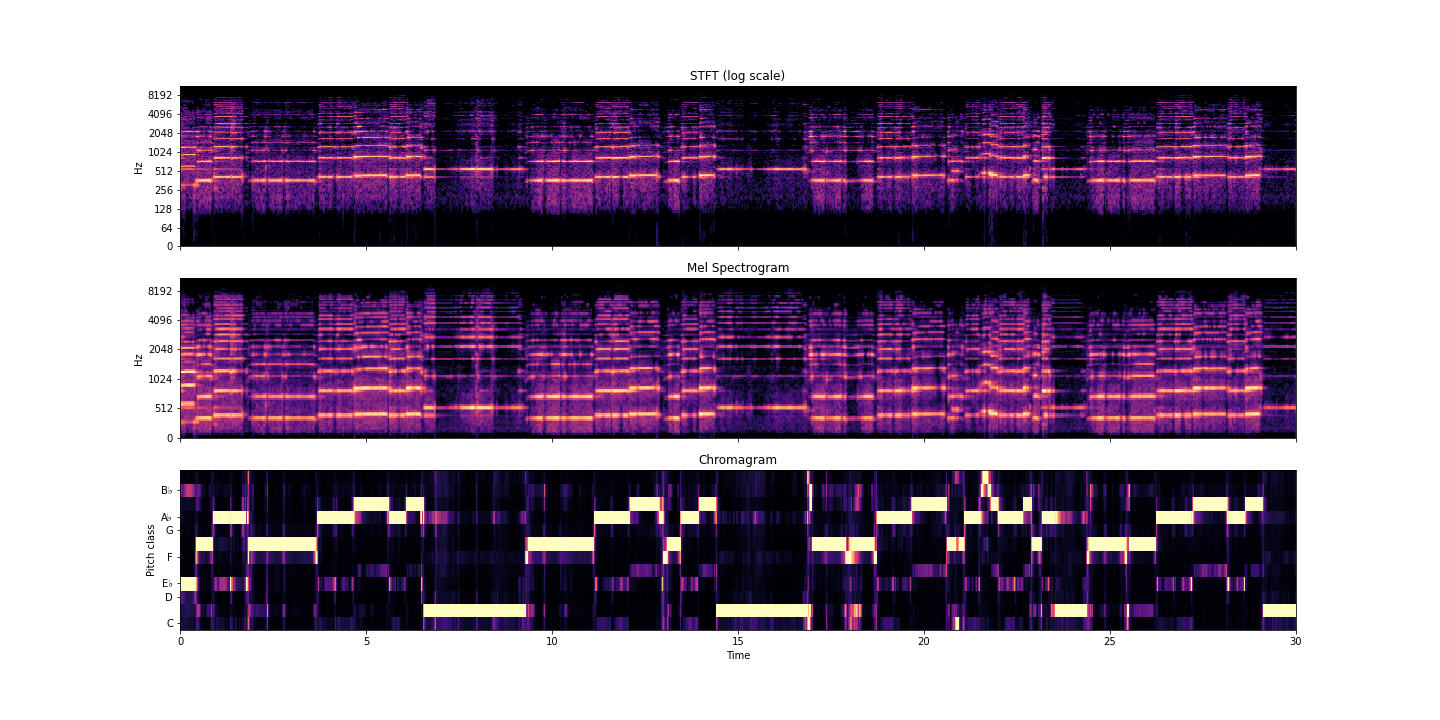 STFT (log scale)
8192
4096
2048
1024
512
256
128
64
0
Hz
Mel Spectrogram
8192
4096
2048
1024
512
0
Hz
Chromagram
B♭
A♭
G
F
E♭
D
C
Pitch class
0 5 10 15 20 25 30
Time